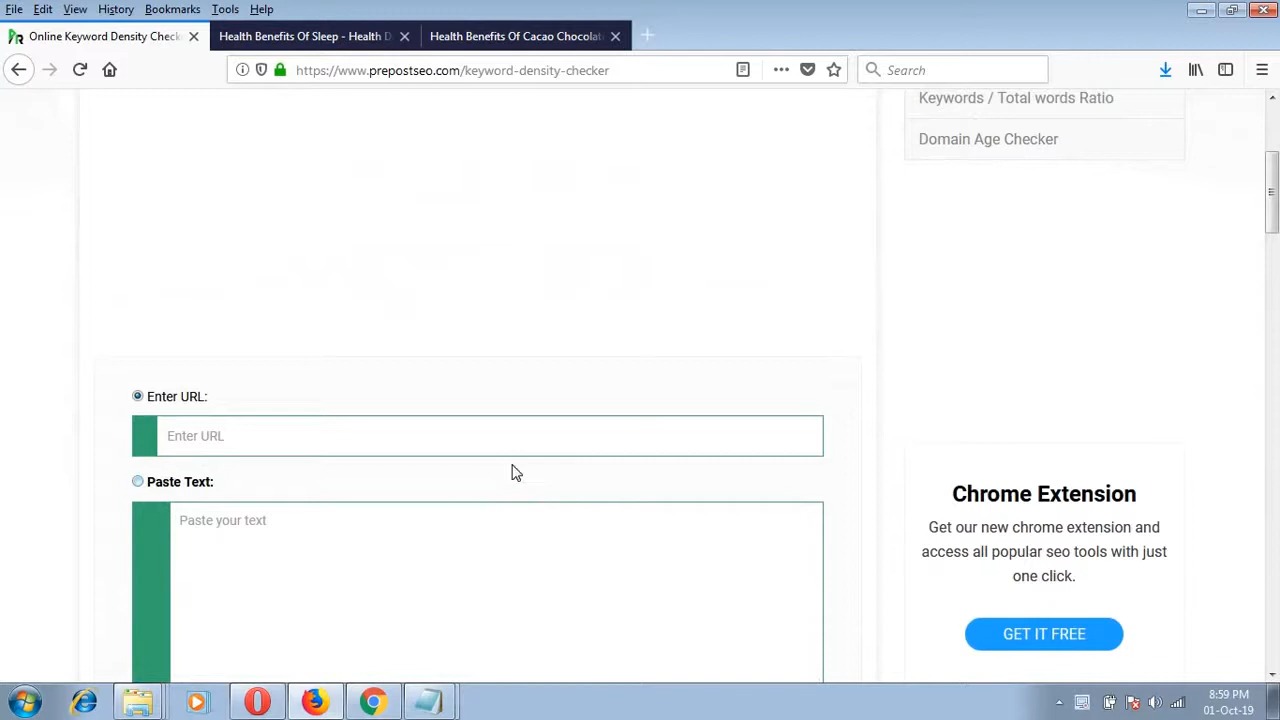 File Edit View History Bookmarks Tools Help
Online Keyword Density Check
Health Benefits Of Sleep - Health D
Health Benefits Of Cacao Chocolat
https://www.prepostseo.com/keyword-density-checker
Search
Keywords / Total words Ratio
Domain Age Checker
Enter URL:
Enter URL
Paste Text:
Paste your text
Chrome Extension
Get our new chrome extension and
access all popular seo tools with just
one click.
GET IT FREE
8:59 PM
01-Oct-19